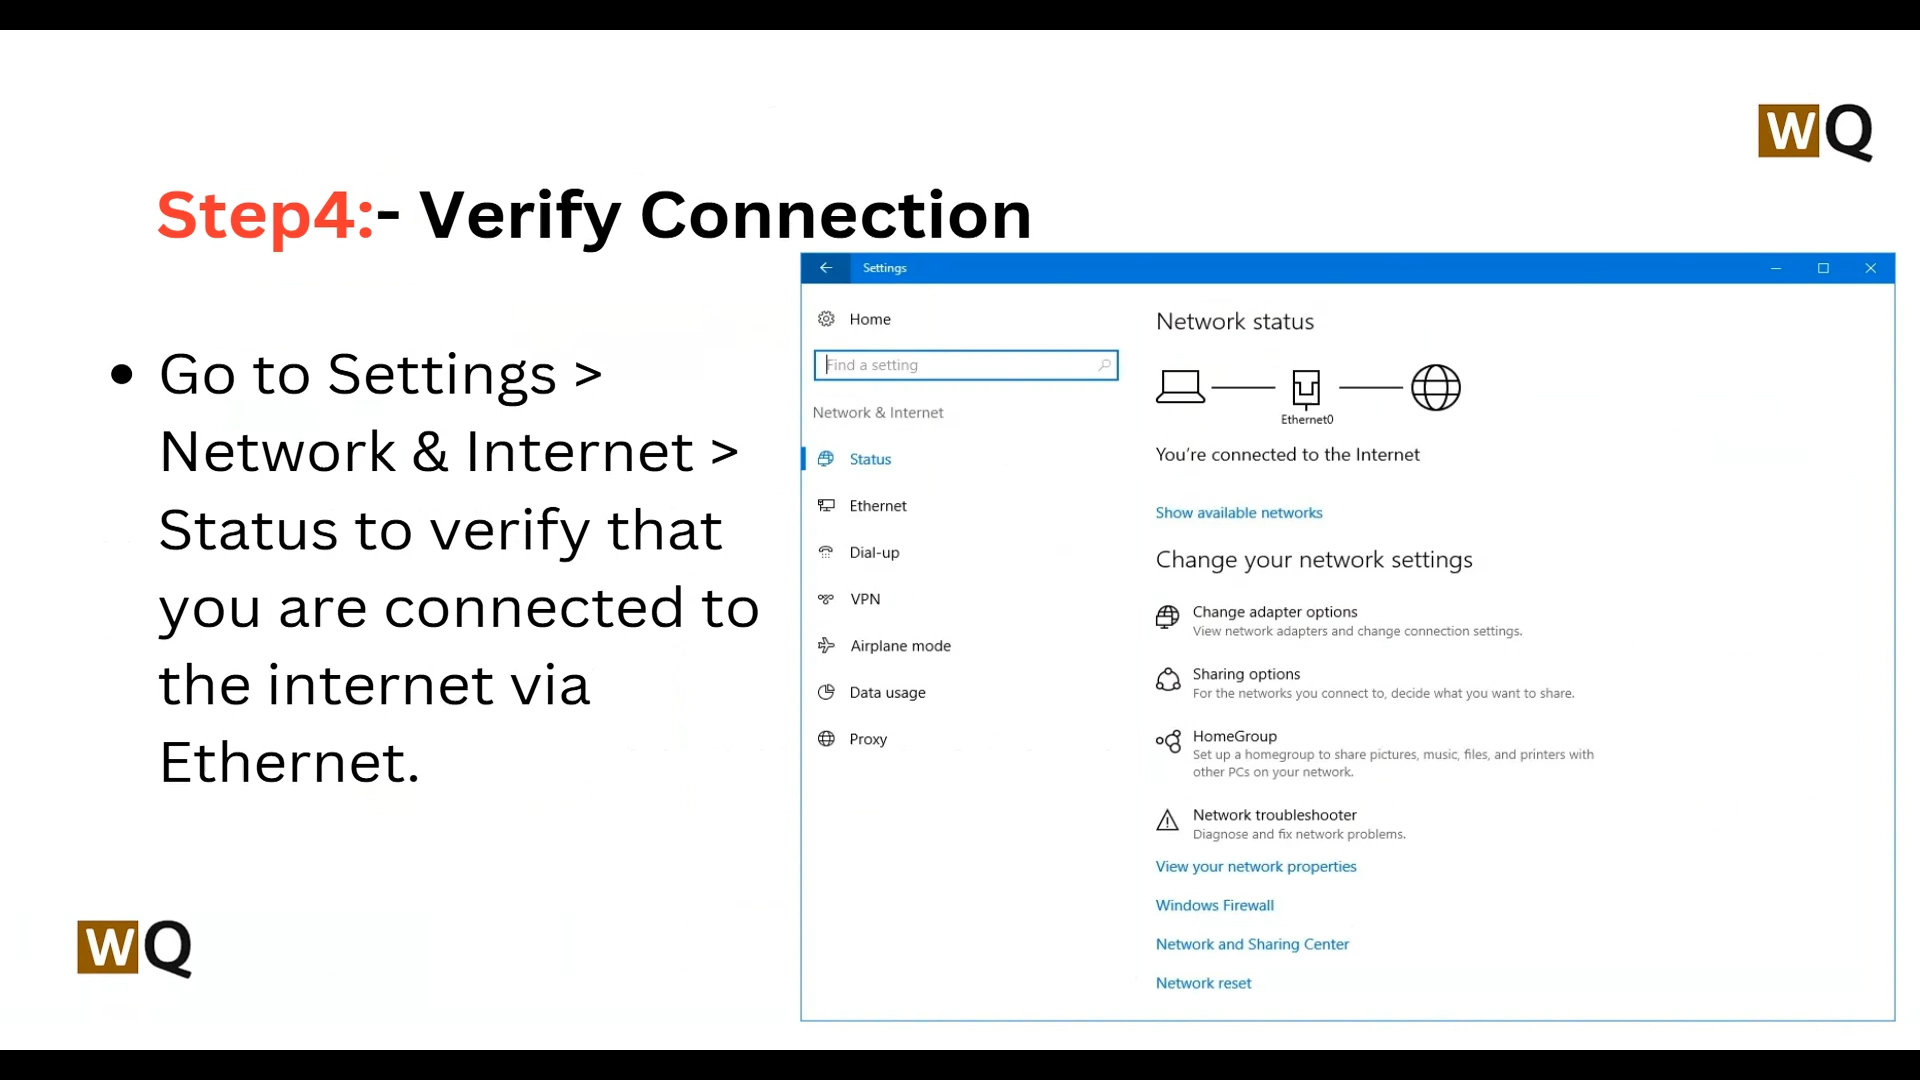 WQ
Step4:- Verify Connection
• Go to Settings >
Network & Internet >
Status to verify that
you are connected to
the internet via
Ethernet.
WQ
Settings
Home
Find a setting
Network & Internet
Status
Ethernet
Dial-up
VPN
Airplane mode
Data usage
Proxy
Network status
Ethernet0
You’re connected to the Internet
Show available networks
Change your network settings
Change adapter options
View network adapters and change connection settings.
Sharing options
For the networks you connect to, decide what you want to share.
HomeGroup
Set up a homegroup to share pictures, music, files, and printers with
other PCs on your network.
Network troubleshooter
Diagnose and fix network problems.
View your network properties
Windows Firewall
Network and Sharing Center
Network reset